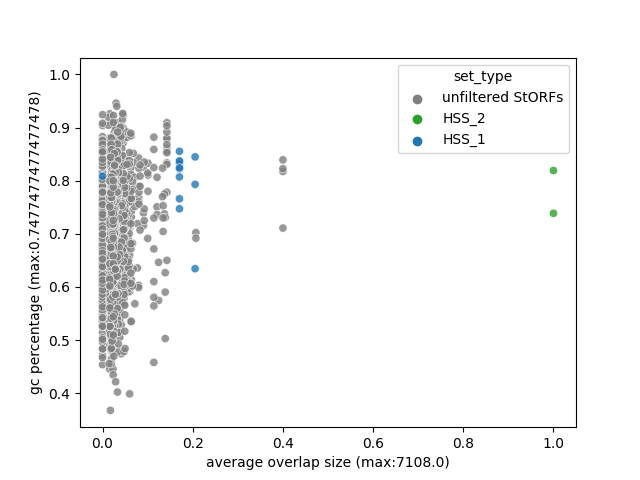 set_type
unfiltered StORFs
HSS_2
HSS_1
1.0
0.9
0.8
0.7
0.6
0.5
0.4
gc percentage (max:0.7477477477477478)
0.0 0.2 0.4 0.6 0.8 1.0
average overlap size (max:7108.0)